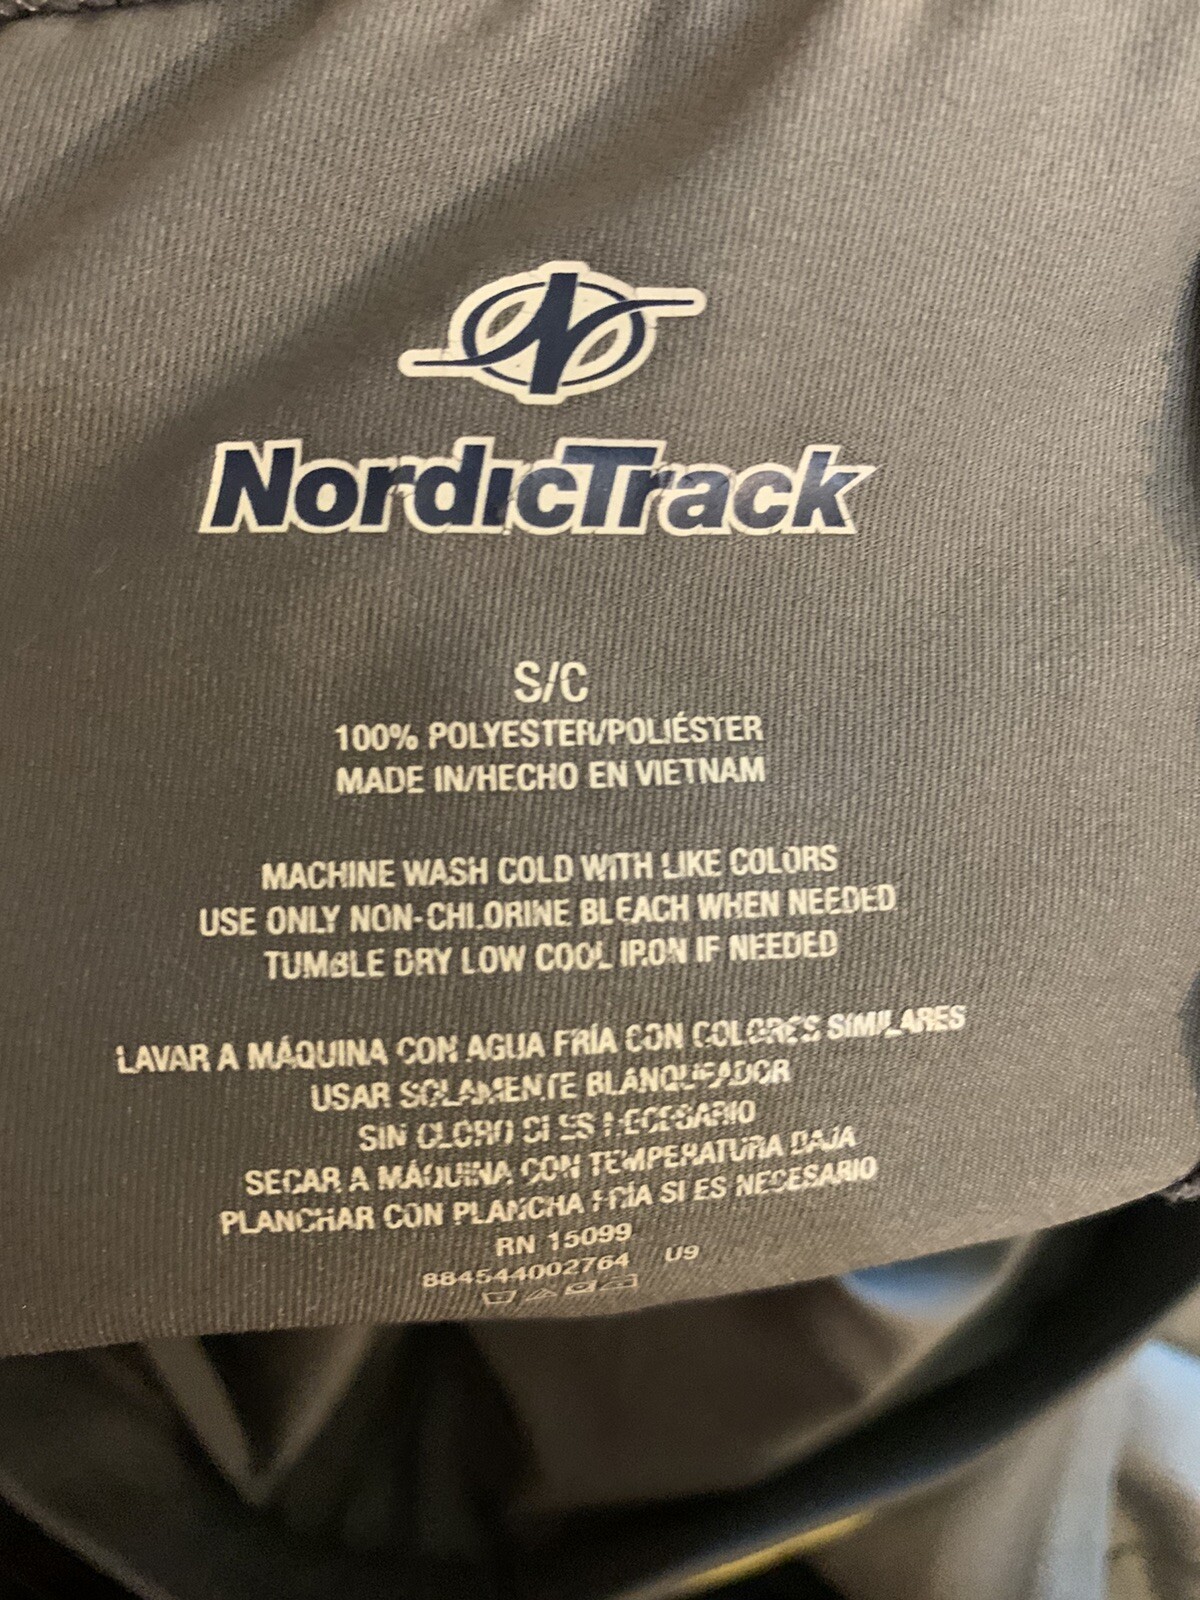 NordicTrack
S/C
100% POLYESTER/POLIÉSTER
MADE IN/HECHO EN VIETNAM
MACHINE WASH COLD WITH LIKE COLORS
USE ONLY NON-CHLORINE BLEACH WHEN NEEDED
TUMBLE DRY LOW COOL IRON IF NEEDED
LAVAR A MÁQUINA CON AGUA FRÍA CON COLORES SIMILARES
USAR SOLAMENTE BLANQUEADOR
SIN CLORO SI ES NECESARIO
SECAR A MÁQUINA CON TEMPERATURA BAJA
PLANCHAR CON PLANCHA FRÍA SI ES NECESARIO
RN 15099
884544002764 U9